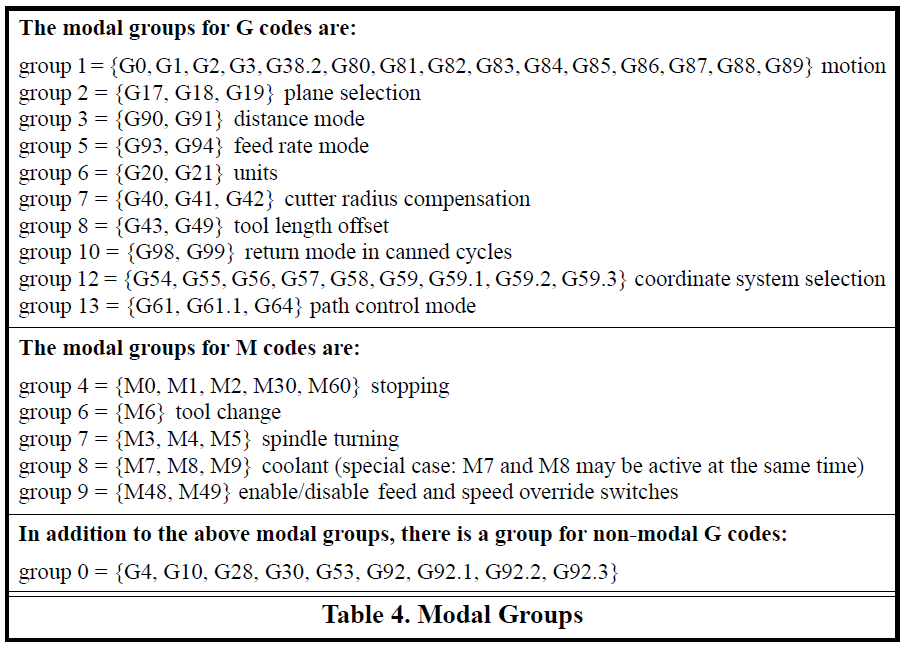 The modal groups for G codes are:
group 1 = {G0, G1, G2, G3, G38.2, G80, G81, G82, G83, G84, G85, G86, G87, G88, G89} motion
group 2 = {G17, G18, G19} plane selection
group 3 = {G90, G91} distance mode
group 5 = {G93, G94} feed rate mode
group 6 = {G20, G21} units
group 7 = {G40, G41, G42} cutter radius compensation
group 8 = {G43, G49} tool length offset
group 10 = {G98, G99} return mode in canned cycles
group 12 = {G54, G55, G56, G57, G58, G59, G59.1, G59.2, G59.3} coordinate system selection
group 13 = {G61, G61.1, G64} path control mode
The modal groups for M codes are:
group 4 = {M0, M1, M2, M30, M60} stopping
group 6 = {M6} tool change
group 7 = {M3, M4, M5} spindle turning
group 8 = {M7, M8, M9} coolant (special case: M7 and M8 may be active at the same time)
group 9 = {M48, M49} enable/disable feed and speed override switches
In addition to the above modal groups, there is a group for non-modal G codes:
group 0 = {G4, G10, G28, G30, G53, G92, G92.1, G92.2, G92.3}
Table 4. Modal Groups